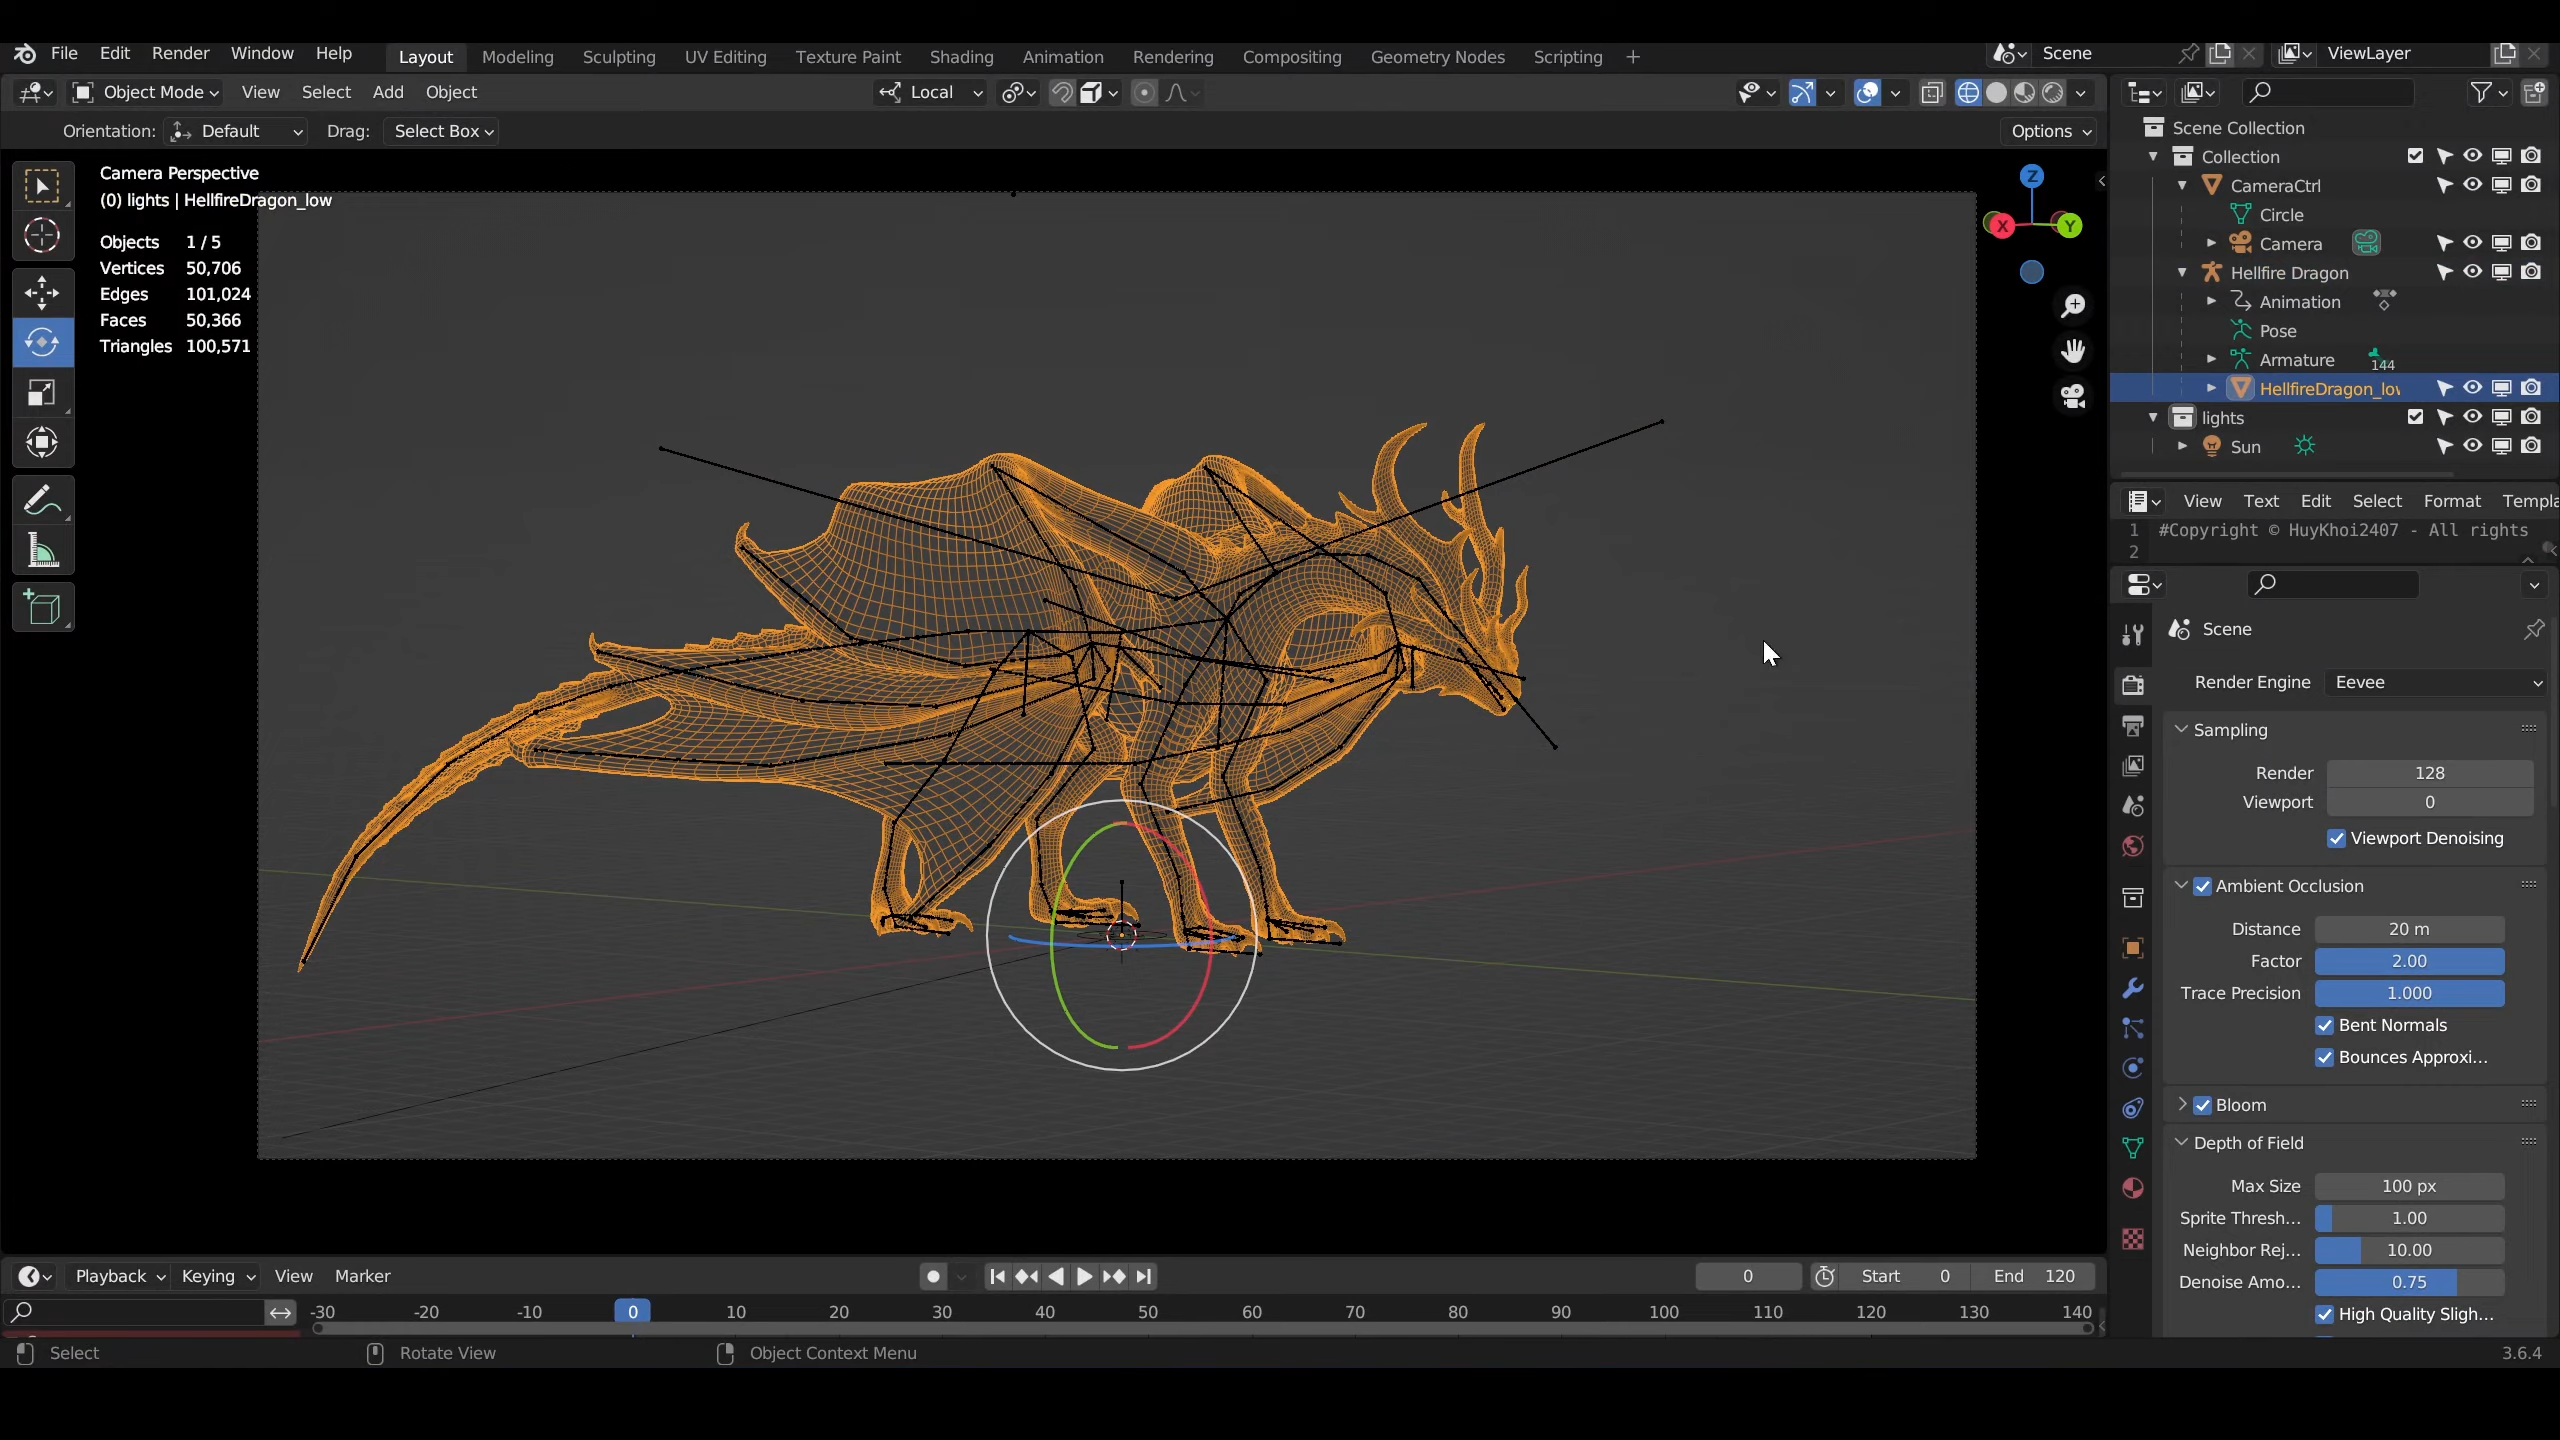 File Edit Render Window Help Layout Modeling Sculpting UV Editing Texture Paint Shading Animation Rendering Compositing Geometry Nodes Scripting + Scene ViewLayer
Object Mode View Select Add Object Local
Orientation: Default Drag: Select Box Options
Camera Perspective
(0) lights | HellfireDragon_low
Objects 1 / 5
Vertices 50,706
Edges 101,024
Faces 50,366
Triangles 100,571
Z
X
Y
Scene Collection
Collection
CameraCtrl
Circle
Camera
Hellfire Dragon
Animation
Pose
Armature 144
HellfireDragon_low
lights
Sun
View Text Edit Select Format Templa
1 #Copyright © HuyKhoi2407 - All rights
2
Scene
Render Engine Eevee
Sampling
Render 128
Viewport 0
Viewport Denoising
Ambient Occlusion
Distance 20 m
Factor 2.00
Trace Precision 1.000
Bent Normals
Bounces Approxi...
Bloom
Depth of Field
Max Size 100 px
Sprite Thresh... 1.00
Neighbor Rej... 10.00
Denoise Amo... 0.75
High Quality Sligh...
Playback Keying View Marker 0 Start 0 End 120
-30 -20 -10 0 10 20 30 40 50 60 70 80 90 100 110 120 130 140
Select Rotate View Object Context Menu 3.6.4